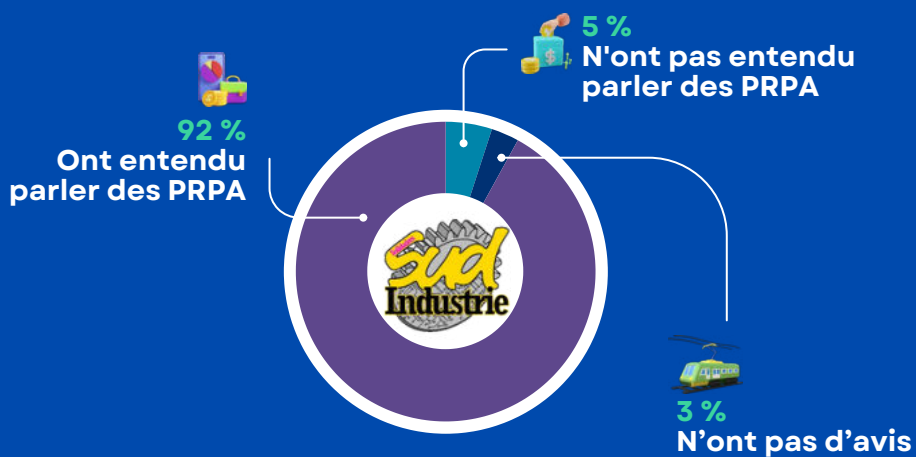 5 %
N'ont pas entendu
parler des PRPA
92 %
Ont entendu
parler des PRPA
Sud
Industrie
3 %
N’ont pas d’avis